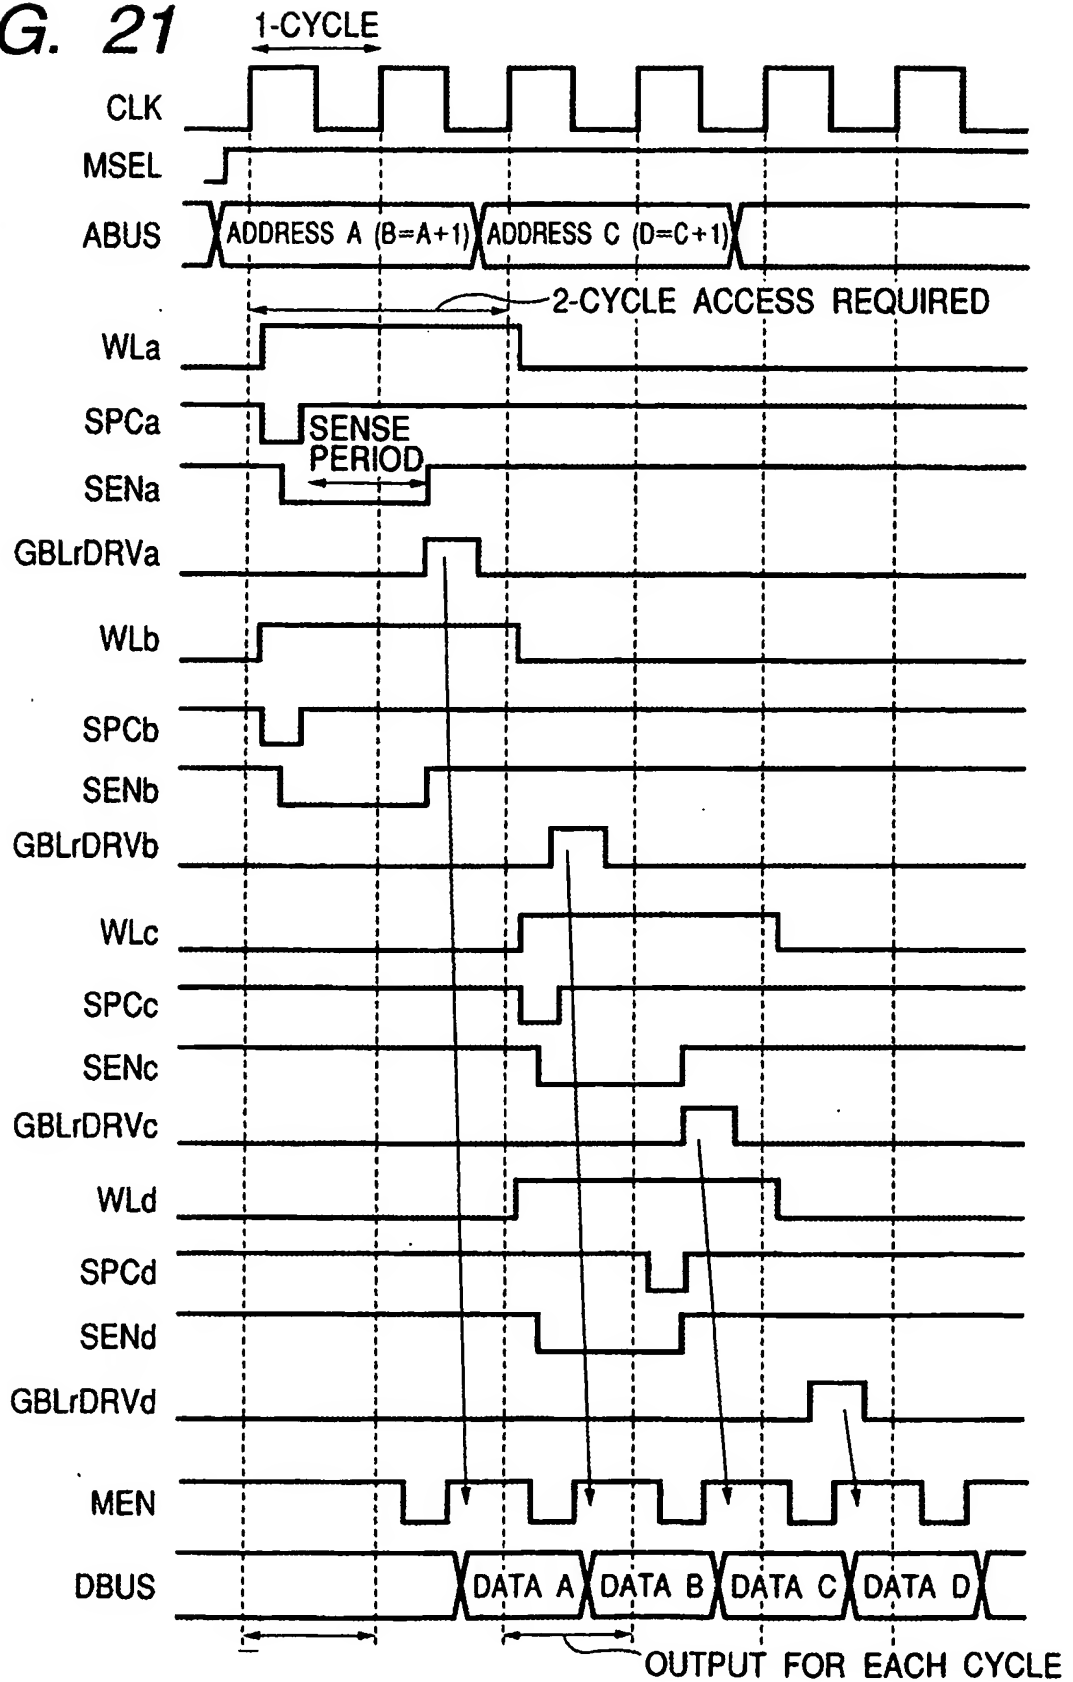 G. 21
1-CYCLE
CLK
MSEL
ABUS
ADDRESS A (B=A+1)
ADDRESS C (D=C+1)
2-CYCLE ACCESS REQUIRED
WLa
SPCa
SENSE
PERIOD
SENa
GBLrDRVa
WLb
SPCb
SENb
GBLrDRVb
WLc
SPCc
SENc
GBLrDRVc
WLd
SPCd
SENd
GBLrDRVd
MEN
DBUS
DATA A
DATA B
DATA C
DATA D
OUTPUT FOR EACH CYCLE